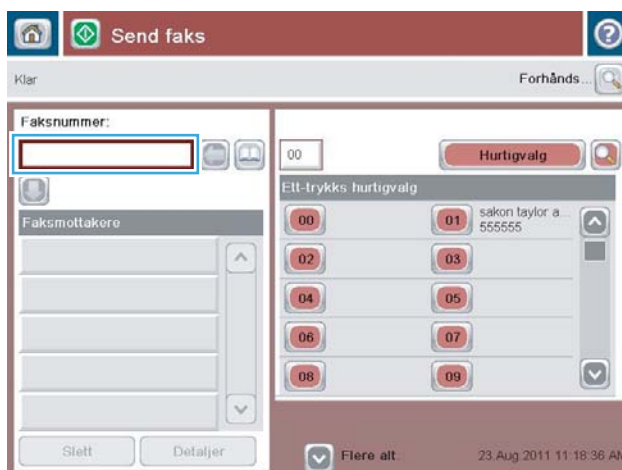 Send faks
?
Klar
Forhånds...
Faksnummer:
00
Hurtigvalg
Ett-trykks hurtigvalg
Faksmottakere
00
01
sakon taylor a...
555555
02
03
04
05
06
07
08
09
Slett
Detaljer
Flere alt.
23.Aug 2011 11:18:36 AM